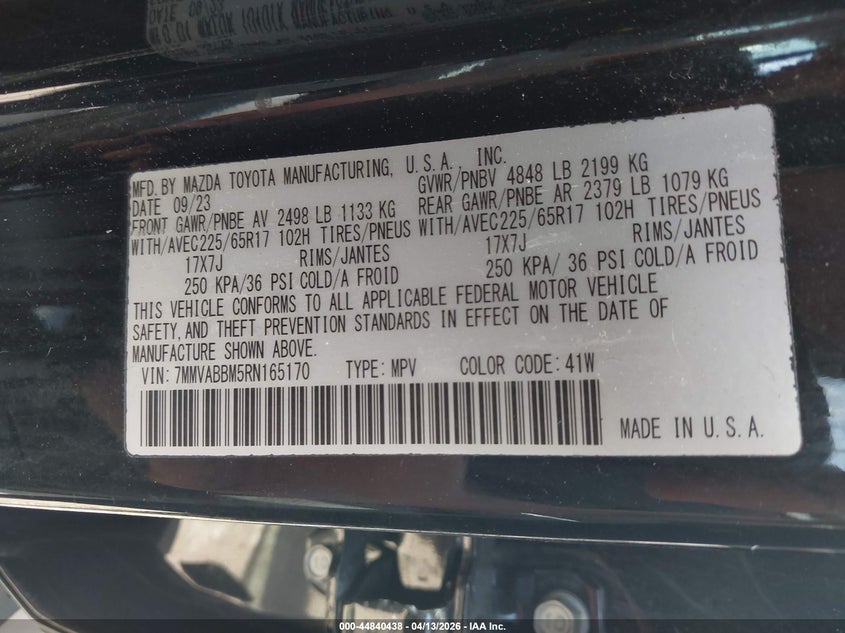 MFD. BY MAZDA TOYOTA MANUFACTURING, U.S.A., INC.
DATE 09/23 GVWR/PNBV 4848 LB 2199 KG
FRONT GAWR/PNBE AV 2498 LB 1133 KG REAR GAWR/PNBE AR 2379 LB 1079 KG
WITH/AVEC225/65R17 102H TIRES/PNEUS WITH/AVEC225/65R17 102H TIRES/PNEUS
17X7J RIMS/JANTES 17X7J RIMS/JANTES
250 KPA/36 PSI COLD/A FROID 250 KPA/ 36 PSI COLD/A FROID
THIS VEHICLE CONFORMS TO ALL APPLICABLE FEDERAL MOTOR VEHICLE
SAFETY, AND THEFT PREVENTION STANDARDS IN EFFECT ON THE DATE OF
MANUFACTURE SHOWN ABOVE.
VIN: 7MMVABBM5RN165170 TYPE: MPV COLOR CODE: 41W
MADE IN U.S.A.
000-44840438 - 04/13/2026 - IAA Inc.